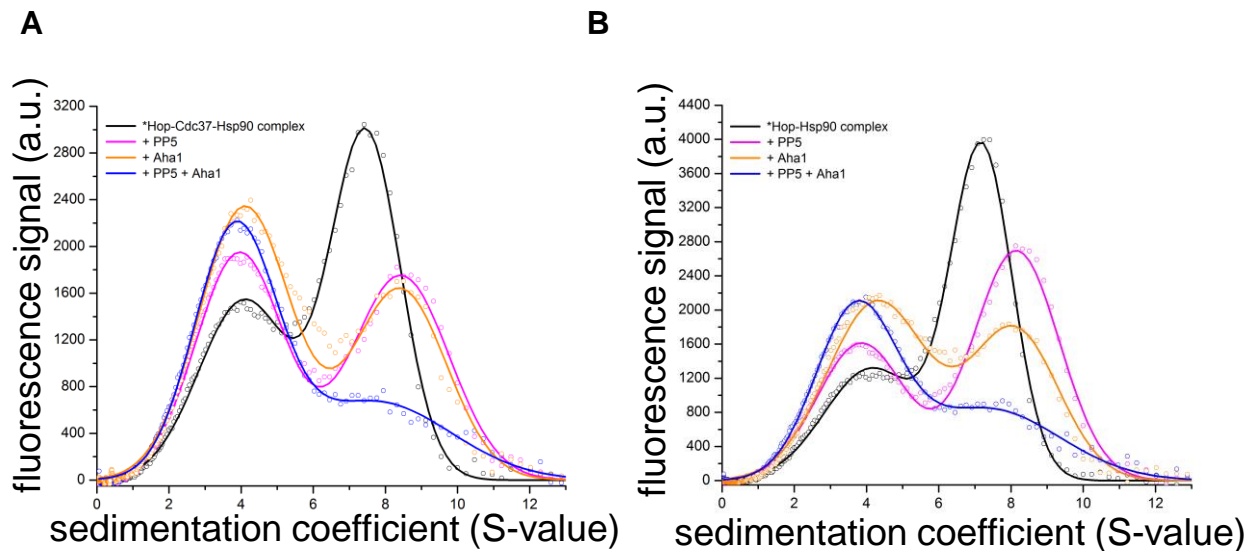 A
fluorescence signal (a.u.)
3200
2800
2400
2000
1600
1200
800
400
0
*Hop-Cdc37-Hsp90 complex
+ PP5
+ Aha1
+ PP5 + Aha1
0 2 4 6 8 10 12
sedimentation coefficient (S-value)
B
fluorescence signal (a.u.)
4400
4000
3600
3200
2800
2400
2000
1600
1200
800
400
0
*Hop-Hsp90 complex
+ PP5
+ Aha1
+ PP5 + Aha1
0 2 4 6 8 10 12
sedimentation coefficient (S-value)